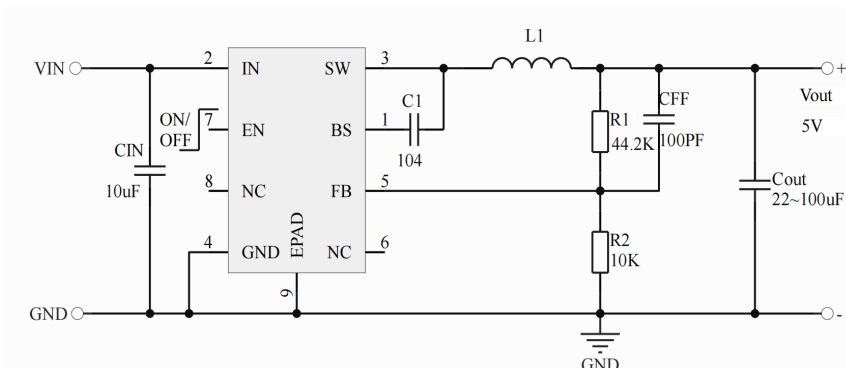 L1
VIN
2
IN
SW
3
+
C1
CFF
Vout
ON/
OFF
7
EN
BS
1
R1
44.2K
100PF
5V
CIN
104
10uF
8
NC
FB
5
Cout
22~100uF
4
GND
EPAD
NC
6
R2
10K
9
GND
-
GND